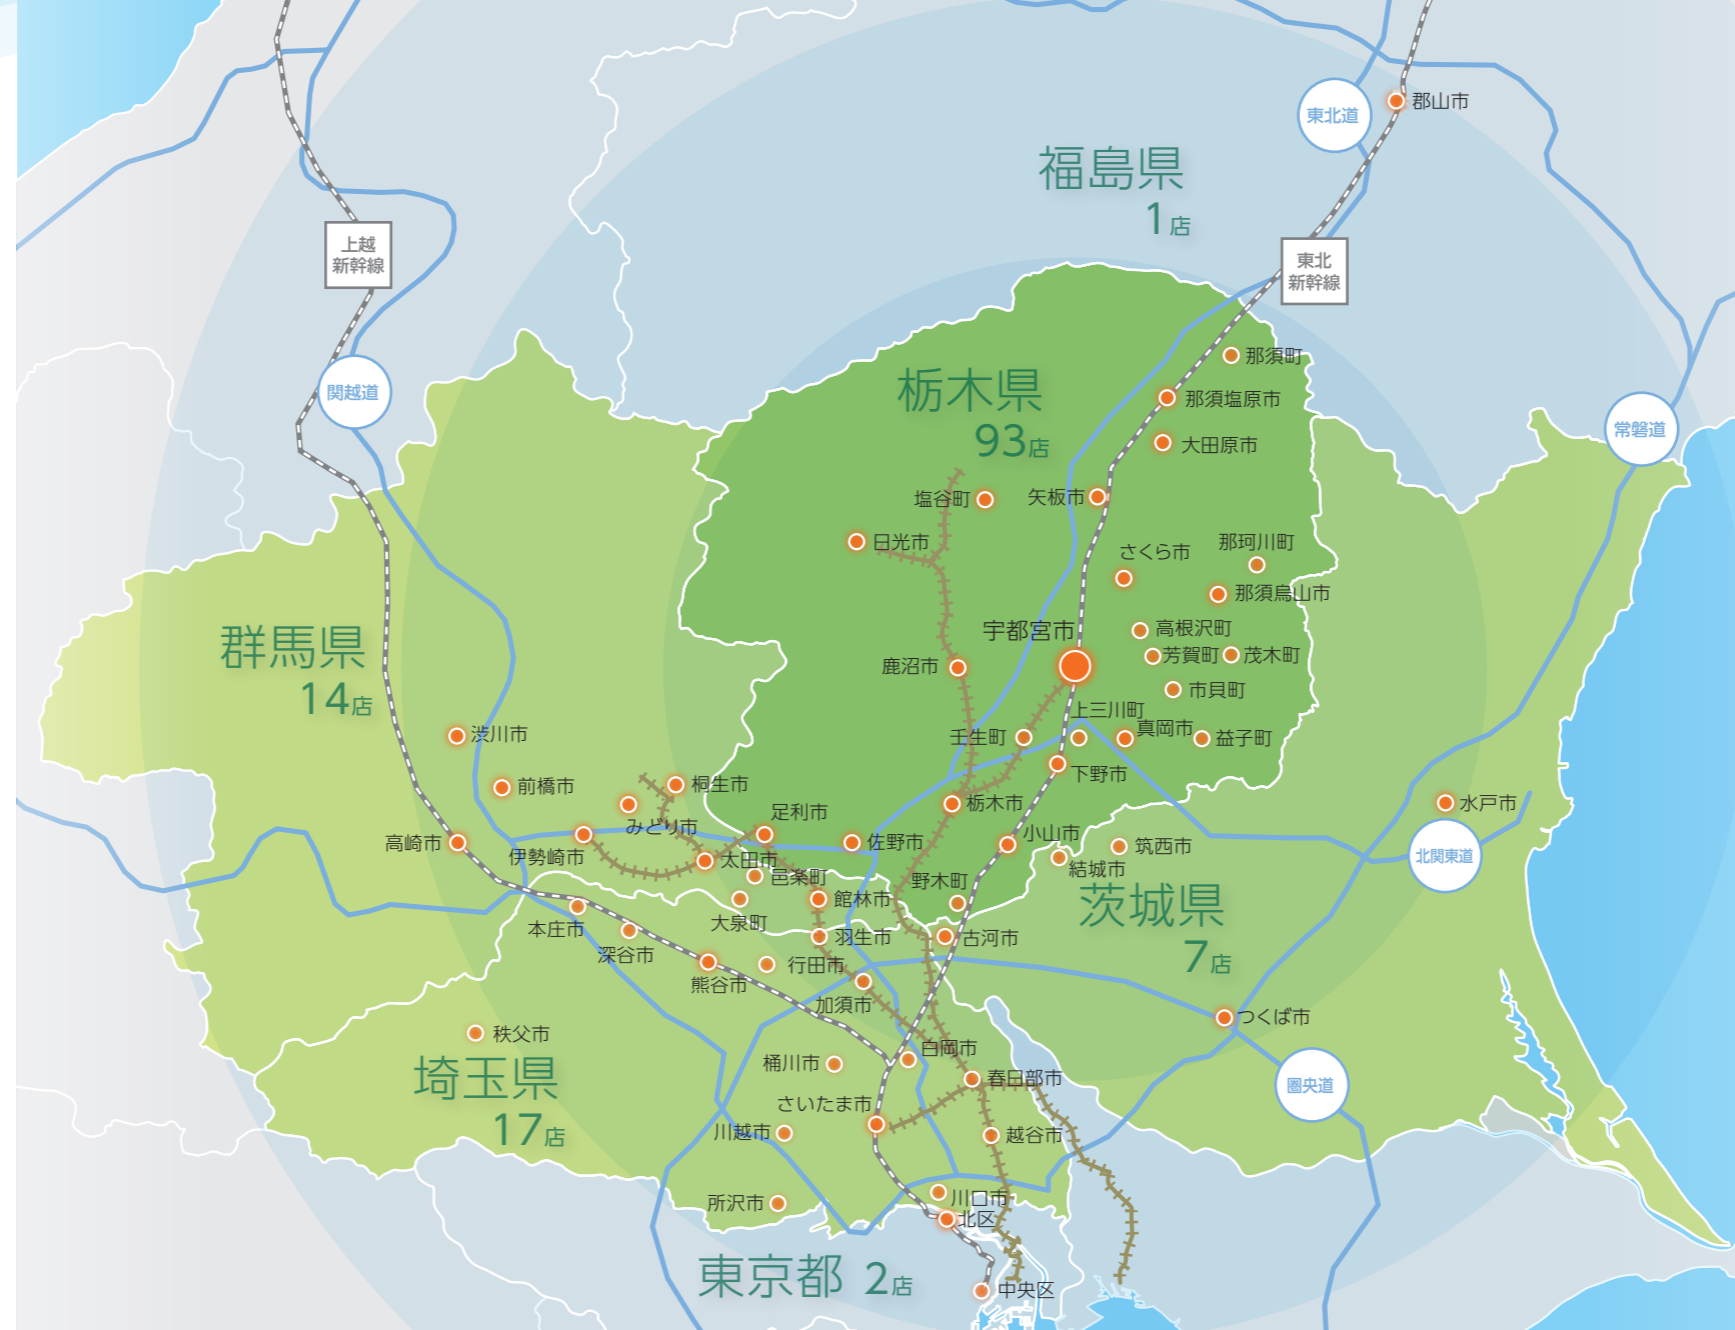 東北道
郡山市
福島県
1店
上越
新幹線
東北
新幹線
那須町
関越道
栃木県
93店
那須塩原市
常磐道
大田原市
塩谷町
矢板市
日光市
さくら市
那珂川町
那須烏山市
宇都宮市
高根沢町
群馬県
14店
鹿沼市
芳賀町
茂木町
市貝町
上三川町
渋川市
壬生町
真岡市
益子町
下野市
前橋市
桐生市
みどり市
足利市
栃木市
水戸市
高崎市
伊勢崎市
太田市
佐野市
小山市
筑西市
北関東道
結城市
邑楽町
野木町
大泉町
館林市
茨城県
7店
本庄市
深谷市
羽生市
古河市
熊谷市
行田市
加須市
つくば市
秩父市
埼玉県
17店
桶川市
白岡市
春日部市
圏央道
さいたま市
川越市
越谷市
所沢市
川口市
北区
東京都 2店
中央区